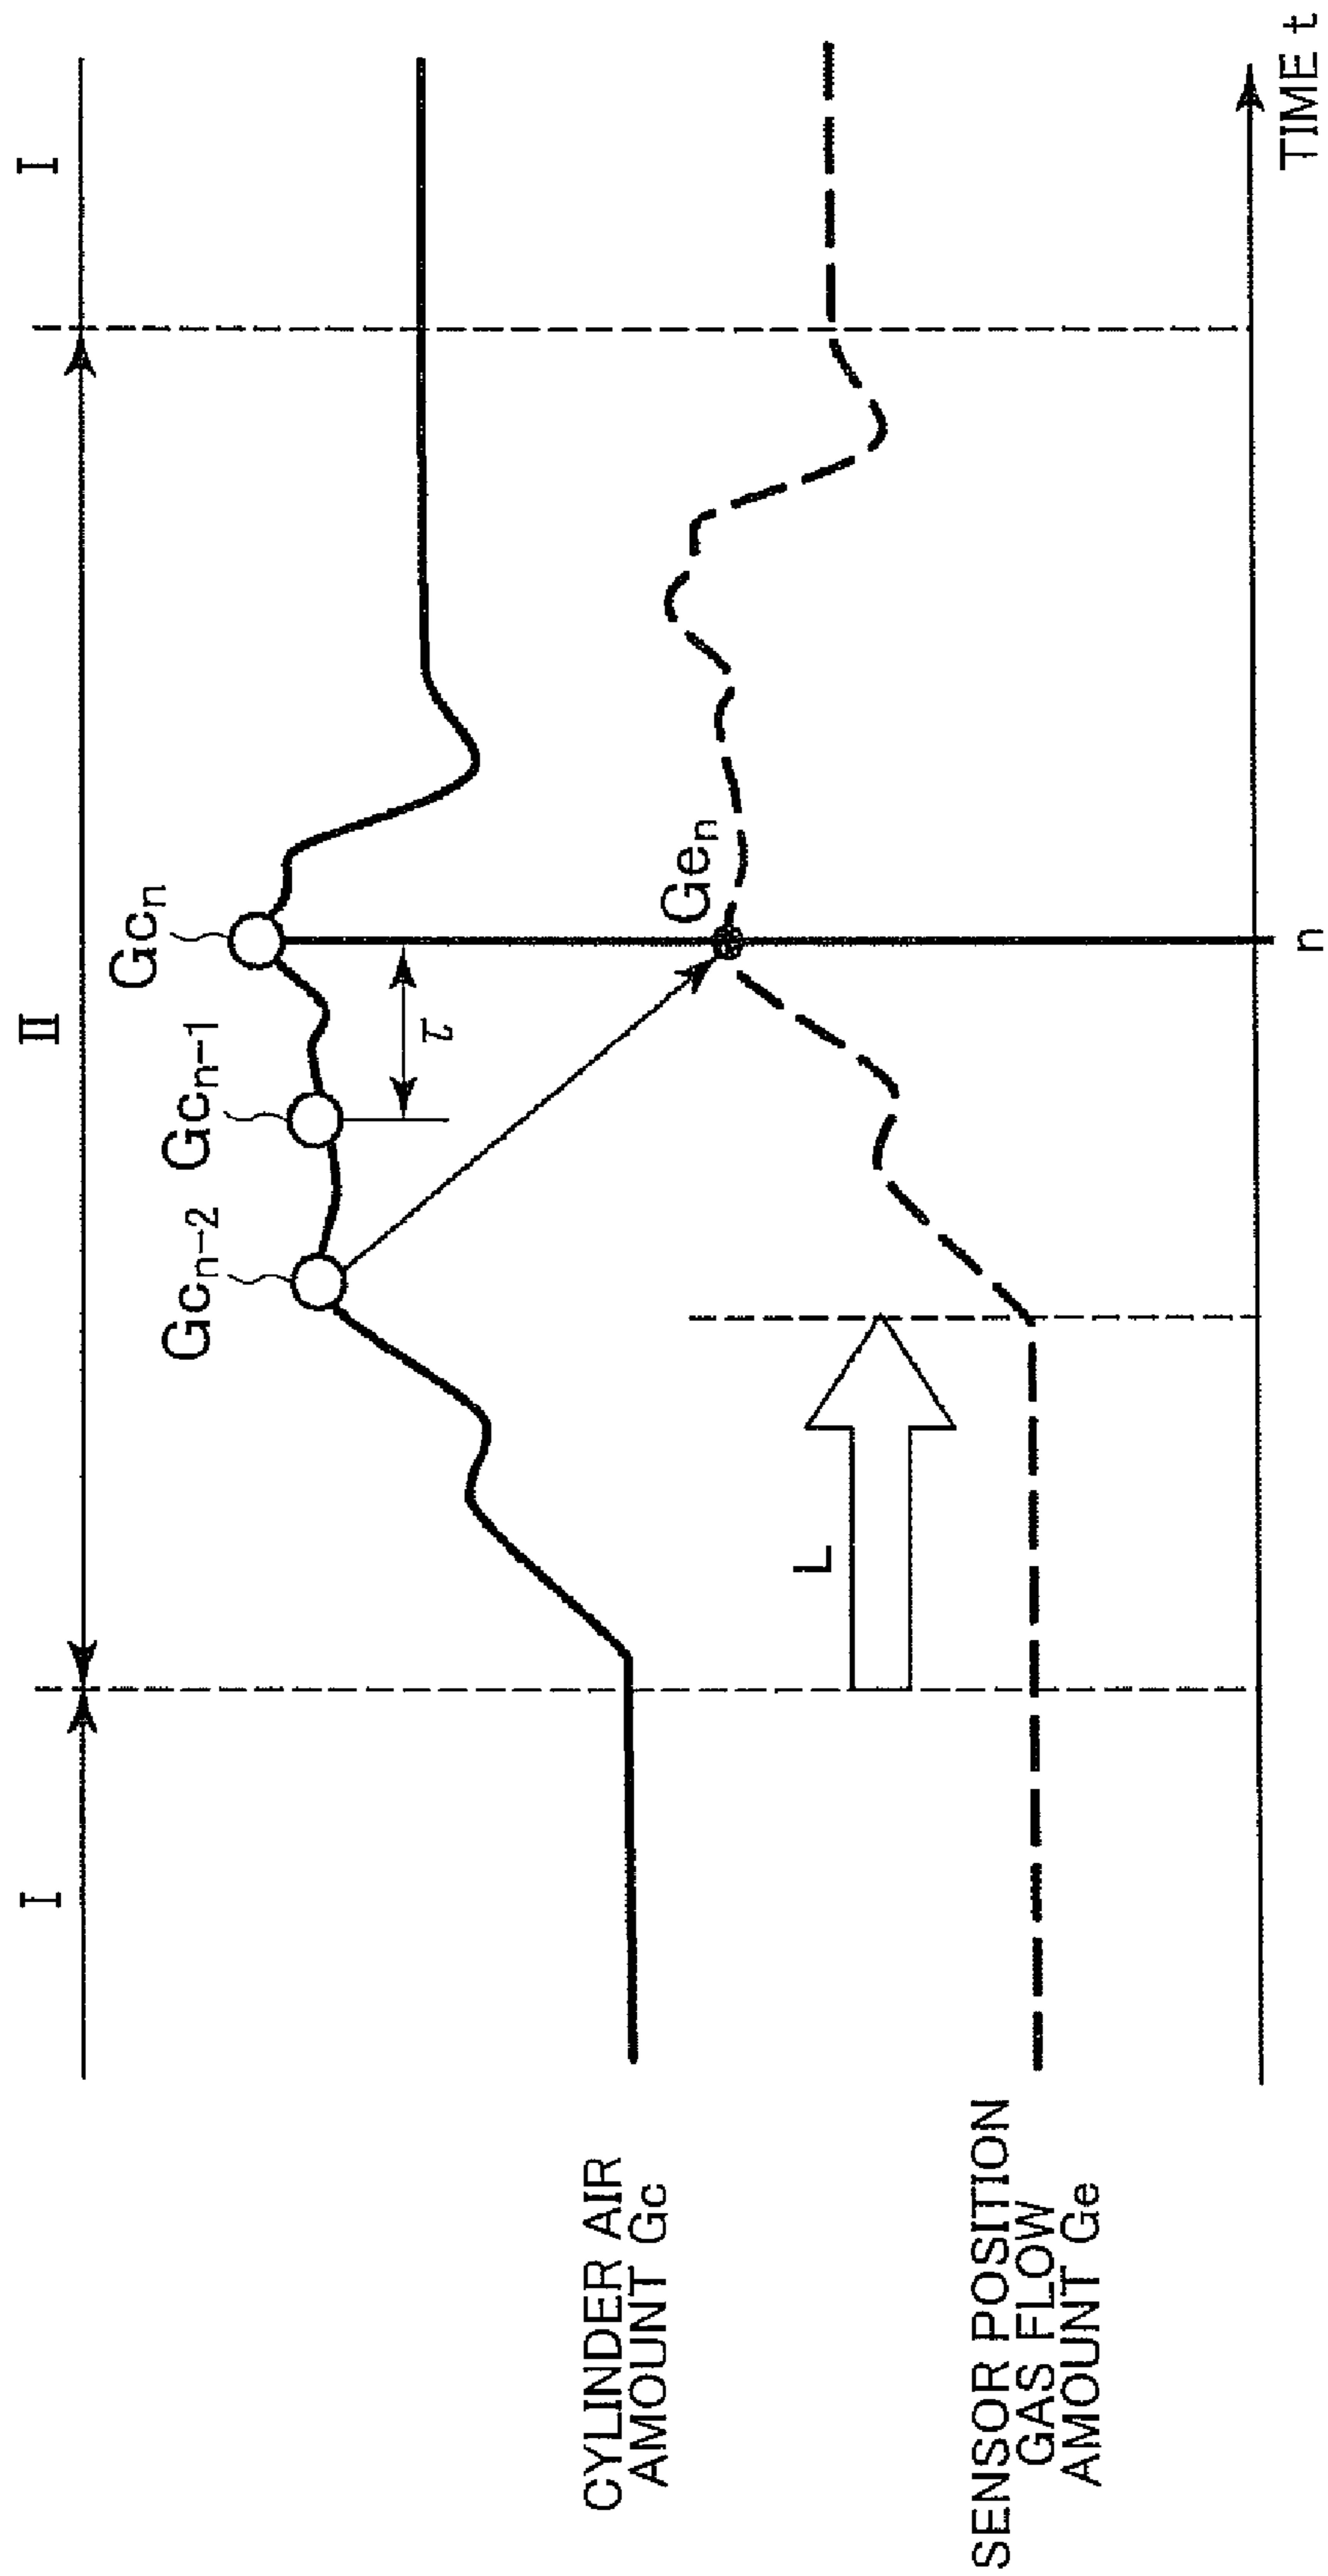 I
II
I
Gcn-2
Gcn-1
Gcn
τ
CYLINDER AIR
AMOUNT Gc
Gen
L
SENSOR POSITION
GAS FLOW
AMOUNT Ge
n
TIME t